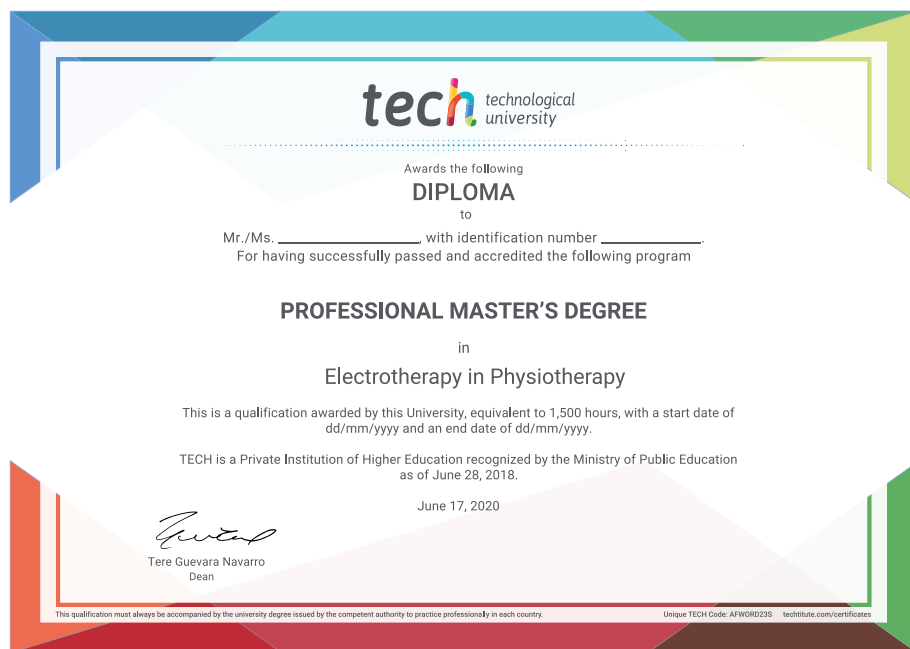 tech technological
university
Awards the following
DIPLOMA
to
Mr./Ms. ____________________, with identification number ______________.
For having successfully passed and accredited the following program
PROFESSIONAL MASTER'S DEGREE
in
Electrotherapy in Physiotherapy
This is a qualification awarded by this University, equivalent to 1,500 hours, with a start date of
dd/mm/yyyy and an end date of dd/mm/yyyy.
TECH is a Private Institution of Higher Education recognized by the Ministry of Public Education
as of June 28, 2018.
June 17, 2020
Tere Guevara Navarro
Dean
This qualification must always be accompanied by the university degree issued by the competent authority to practice professionally in each country.
Unique TECH Code: AFWORD23S techtitute.com/certificates